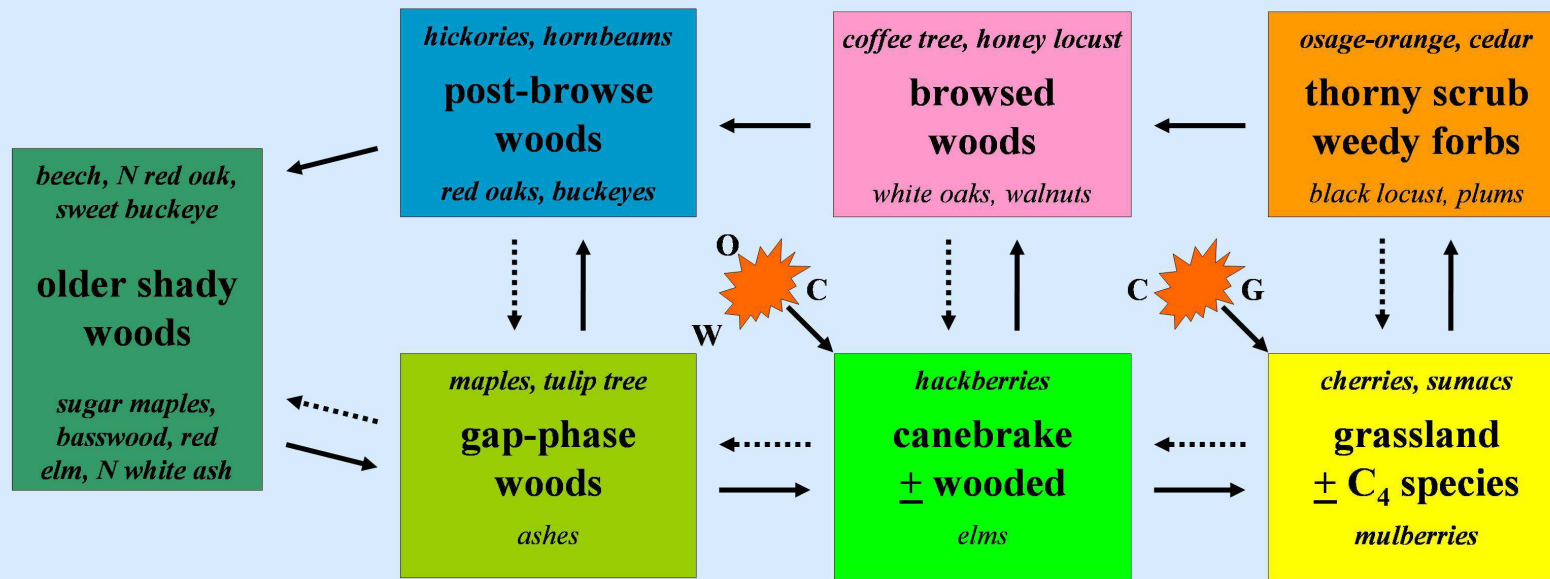 hickories, hornbeams
post-browse
woods
red oaks, buckeyes
coffee tree, honey locust
browsed
woods
white oaks, walnuts
osage-orange, cedar
thorny scrub
weedy forbs
black locust, plums
beech, N red oak,
sweet buckeye
older shady
woods
sugar maples,
basswood, red
elm, N white ash
O
C
W
C
G
maples, tulip tree
gap-phase
woods
ashes
hackberries
canebrake
± wooded
elms
cherries, sumacs
grassland
± C₄ species
mulberries